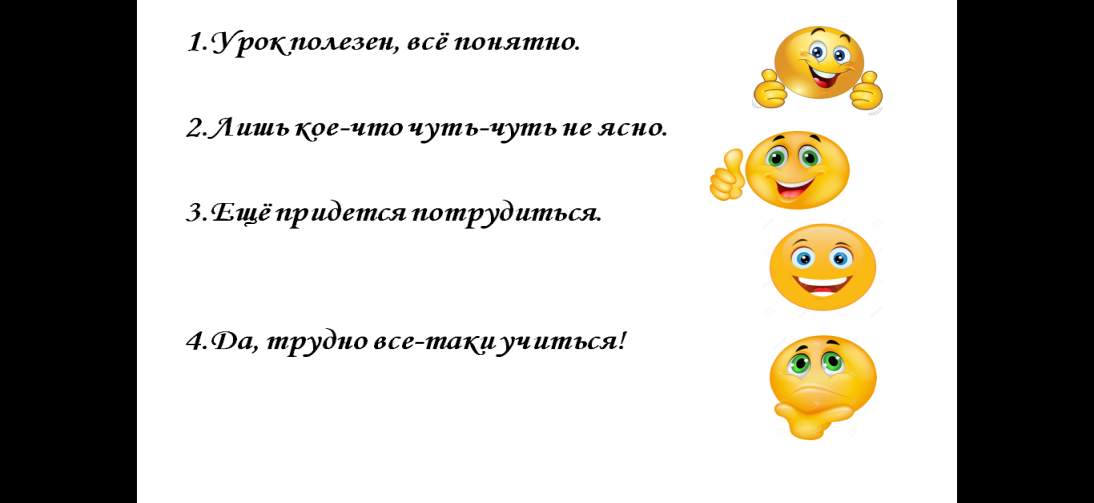 1.Урок полезен, всё понятно.
2.Лишь кое-что чуть-чуть не ясно.
3.Ещё придется потрудиться.
4.Да, трудно все-таки учиться!